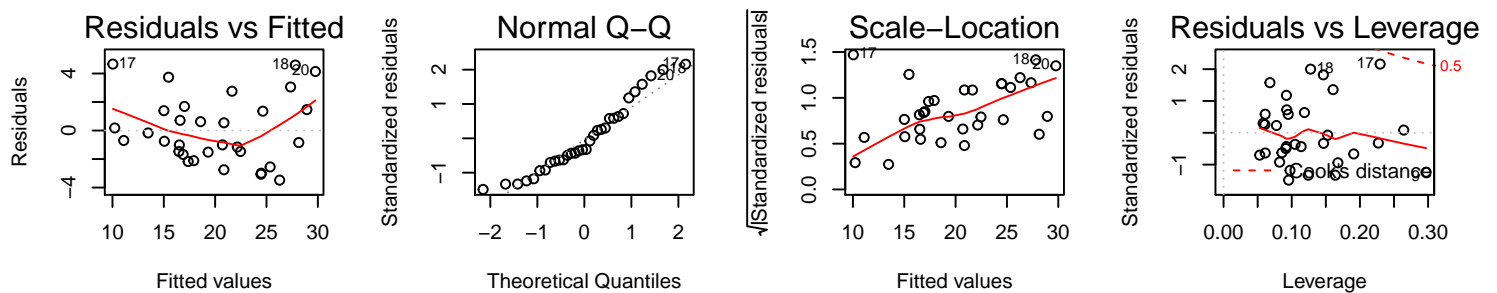 Residuals vs Fitted
Residuals
4
0
−4
17
18
20
10 15 20 25 30
Fitted values
Normal Q−Q
Standardized residuals
2
1
−1
17
18
20
−2 −1 0 1 2
Theoretical Quantiles
Scale−Location
√|Standardized residuals|
1.5
1.0
0.5
0.0
17
18
20
10 15 20 25 30
Fitted values
Residuals vs Leverage
Standardized residuals
2
1
−1
17
18
0.5
Cook's distance
0.00 0.10 0.20 0.30
Leverage